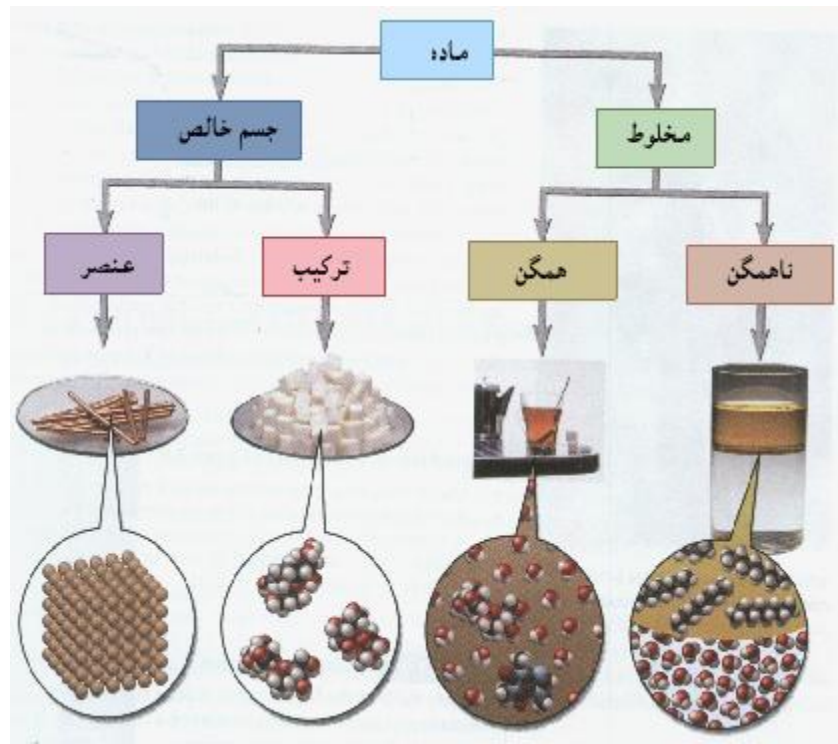 ماده
مخلوط
جسم خالص
ناهمگن
همگن
ترکیب
عنصر